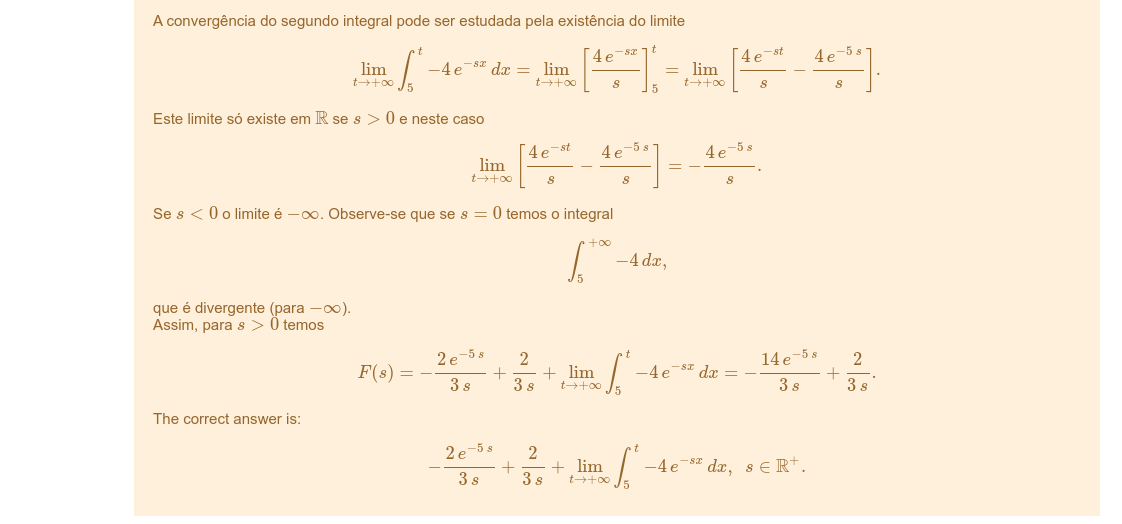 A convergência do segundo integral pode ser estudada pela existência do limite
\lim_{t \to +\infty} \int_5^t -4 e^{-sx} dx = \lim_{t \to +\infty} \left[ \frac{4 e^{-sx}}{s} \right]_5^t = \lim_{t \to +\infty} \left[ \frac{4 e^{-st}}{s} - \frac{4 e^{-5 s}}{s} \right].
Este limite só existe em ℝ se s > 0 e neste caso
\lim_{t \to +\infty} \left[ \frac{4 e^{-st}}{s} - \frac{4 e^{-5 s}}{s} \right] = -\frac{4 e^{-5 s}}{s}.
Se s < 0 o limite é −∞. Observe-se que se s = 0 temos o integral
\int_5^{+\infty} -4 dx,
que é divergente (para −∞).
Assim, para s > 0 temos
F(s) = -\frac{2 e^{-5 s}}{3 s} + \frac{2}{3 s} + \lim_{t \to +\infty} \int_5^t -4 e^{-sx} dx = -\frac{14 e^{-5 s}}{3 s} + \frac{2}{3 s}.
The correct answer is:
-\frac{2 e^{-5 s}}{3 s} + \frac{2}{3 s} + \lim_{t \to +\infty} \int_5^t -4 e^{-sx} dx, s ∈ ℝ^+.